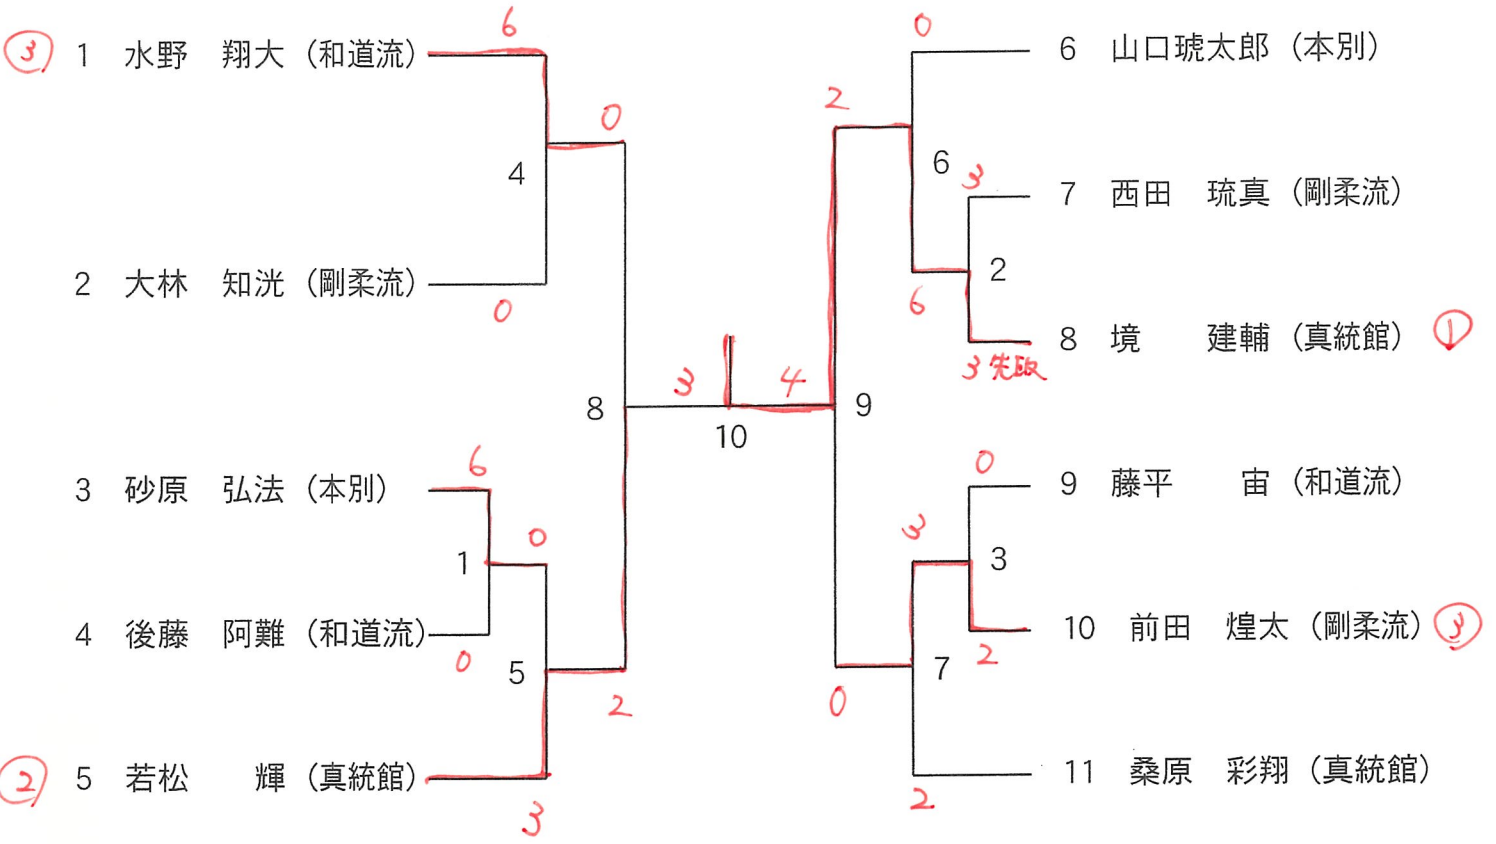 ③ 1 水野 翔大（和道流） 6
0
4
2 大林 知洸（剛柔流） 0
8
3 砂原 弘法（本別） 6
0
1
4 後藤 阿難（和道流） 0
5
2
② 5 若松 輝（真統館） 3
3 4
10
0 6 山口琥太郎（本別）
2
6
3 7 西田 琉真（剛柔流）
2
6
8 境 建輔（真統館） ①
3 先取
9
0 9 藤平 宙（和道流）
3
3
10 前田 煌太（剛柔流） ③
2
7
0
11 桑原 彩翔（真統館）
2